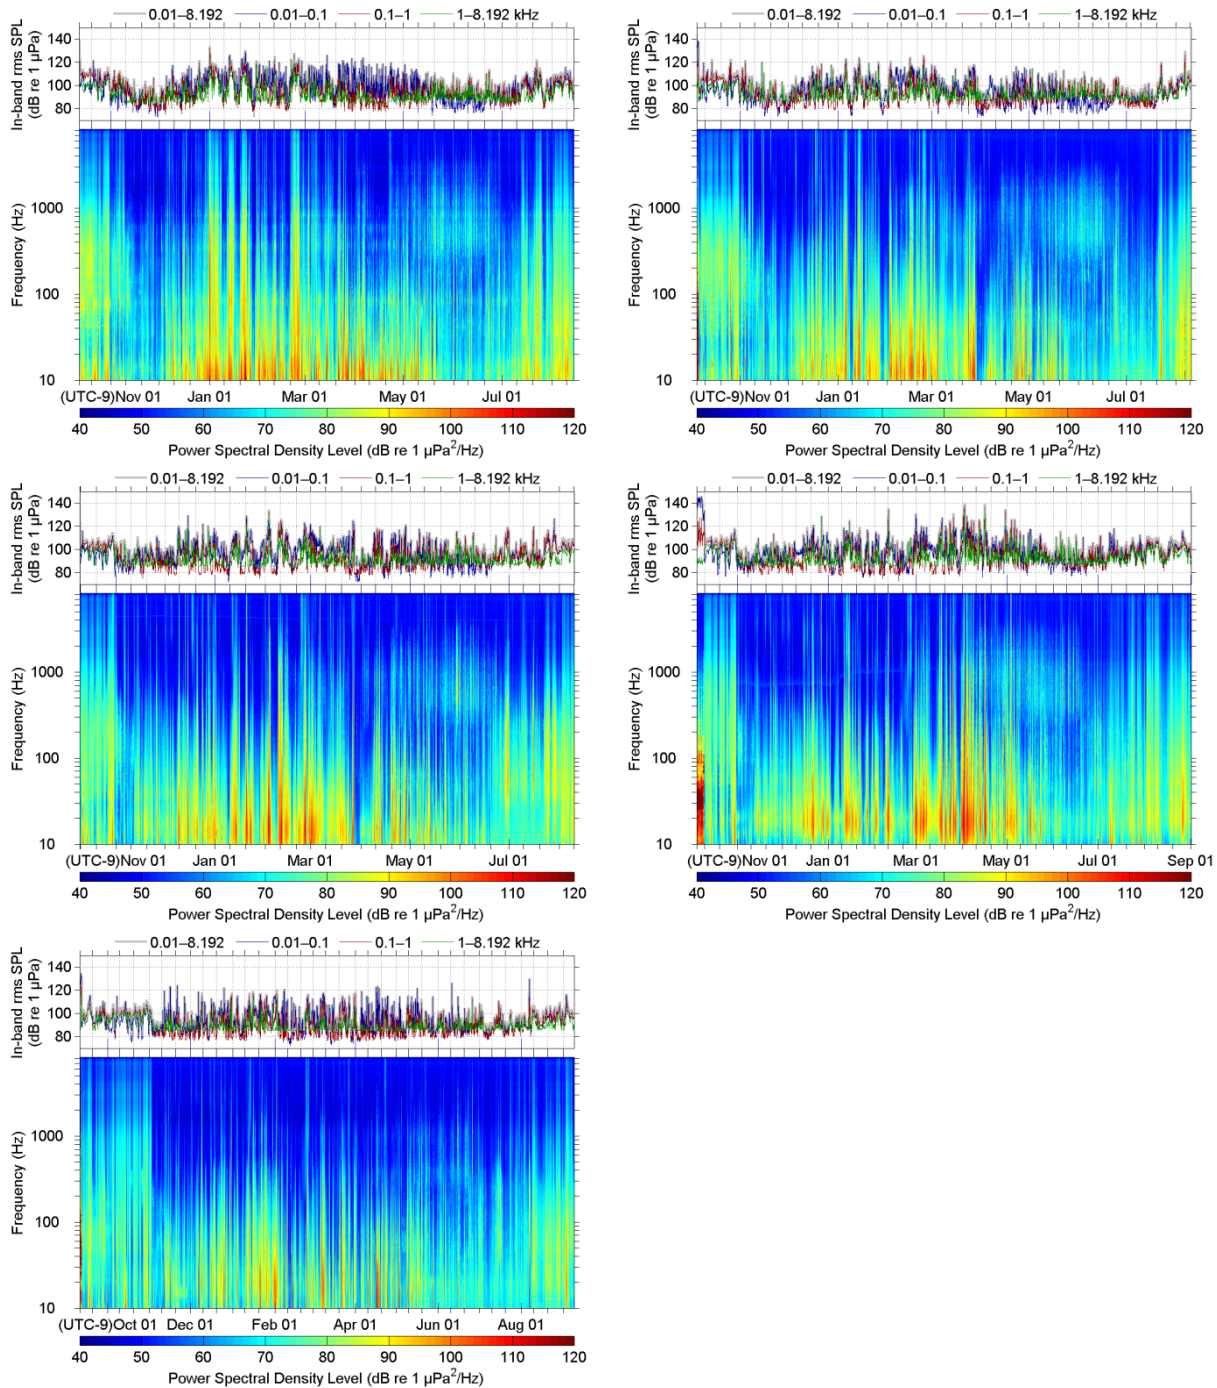 0.01–8.192 0.01–0.1 0.1–1 1–8.192 kHz
In-band rms SPL
(dB re 1 µPa)
140
120
100
80
Frequency (Hz)
1000
100
10
(UTC-9) Nov 01 Jan 01 Mar 01 May 01 Jul 01
40 50 60 70 80 90 100 120
Power Spectral Density Level (dB re 1 µPa²/Hz)
0.01–8.192 0.01–0.1 0.1–1 1–8.192 kHz
In-band rms SPL
(dB re 1 µPa)
140
120
100
80
Frequency (Hz)
1000
100
10
(UTC-9) Nov 01 Jan 01 Mar 01 May 01 Jul 01
40 50 60 70 80 90 100 120
Power Spectral Density Level (dB re 1 µPa²/Hz)
0.01–8.192 0.01–0.1 0.1–1 1–8.192 kHz
In-band rms SPL
(dB re 1 µPa)
140
120
100
80
Frequency (Hz)
1000
100
10
(UTC-9) Nov 01 Jan 01 Mar 01 May 01 Jul 01
40 50 60 70 80 90 100 120
Power Spectral Density Level (dB re 1 µPa²/Hz)
0.01–8.192 0.01–0.1 0.1–1 1–8.192 kHz
In-band rms SPL
(dB re 1 µPa)
140
120
100
80
Frequency (Hz)
1000
100
10
(UTC-9) Nov 01 Jan 01 Mar 01 May 01 Jul 01 Sep 01
40 50 60 70 80 90 100 120
Power Spectral Density Level (dB re 1 µPa²/Hz)
0.01–8.192 0.01–0.1 0.1–1 1–8.192 kHz
In-band rms SPL
(dB re 1 µPa)
140
120
100
80
Frequency (Hz)
1000
100
10
(UTC-9) Oct 01 Dec 01 Feb 01 Apr 01 Jun 01 Aug 01
40 50 60 70 80 90 100 120
Power Spectral Density Level (dB re 1 µPa²/Hz)